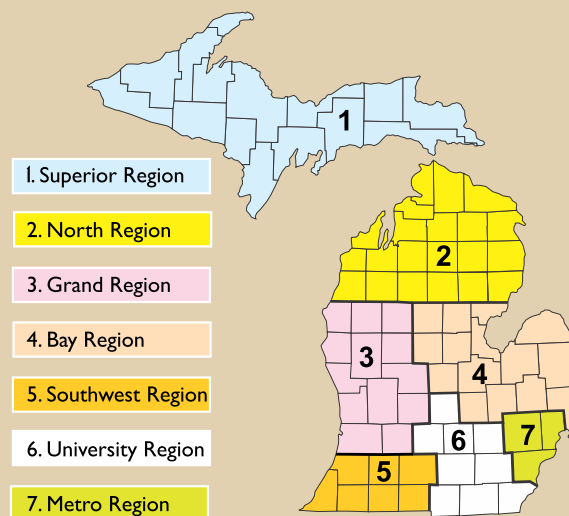 1
1. Superior Region
2. North Region
2
3. Grand Region
4. Bay Region
3
4
5. Southwest Region
6. University Region
7
6
5
7. Metro Region